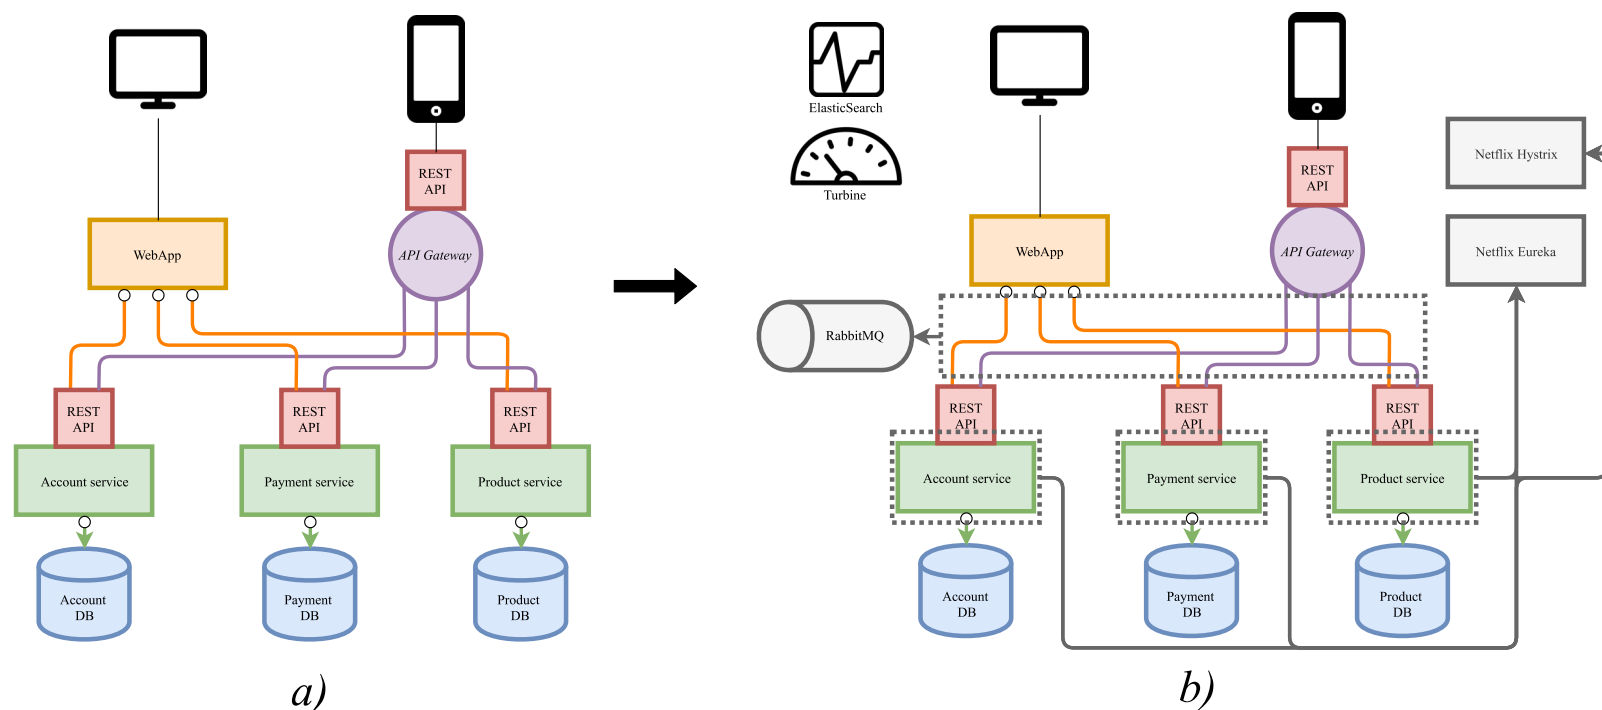 REST
API
WebApp
API Gateway
REST
API
REST
API
REST
API
Account service
Payment service
Product service
Account
DB
Payment
DB
Product
DB
a)
ElasticSearch
Turbine
REST
API
Netflix Hystrix
WebApp
API Gateway
Netflix Eureka
RabbitMQ
REST
API
REST
API
REST
API
Account service
Payment service
Product service
Account
DB
Payment
DB
Product
DB
b)